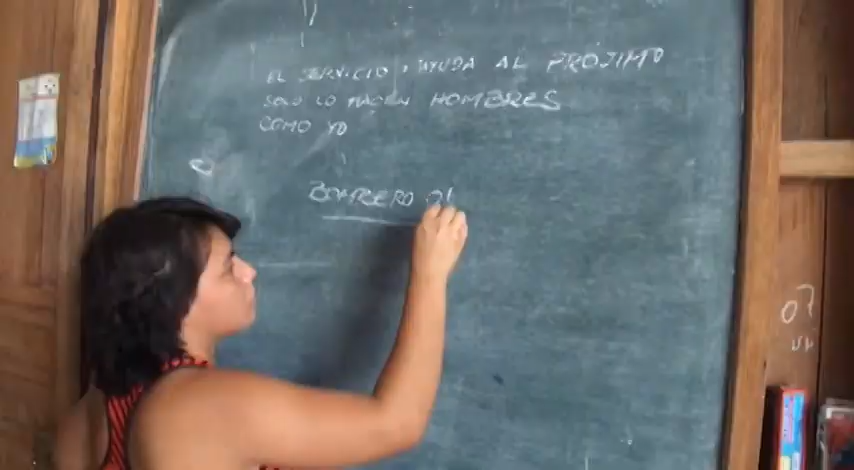 EL SERVICIO, AYUDA AL PROJIMO
SOLO LO HACEN HOMBRES
COMO YO
BOMBERO